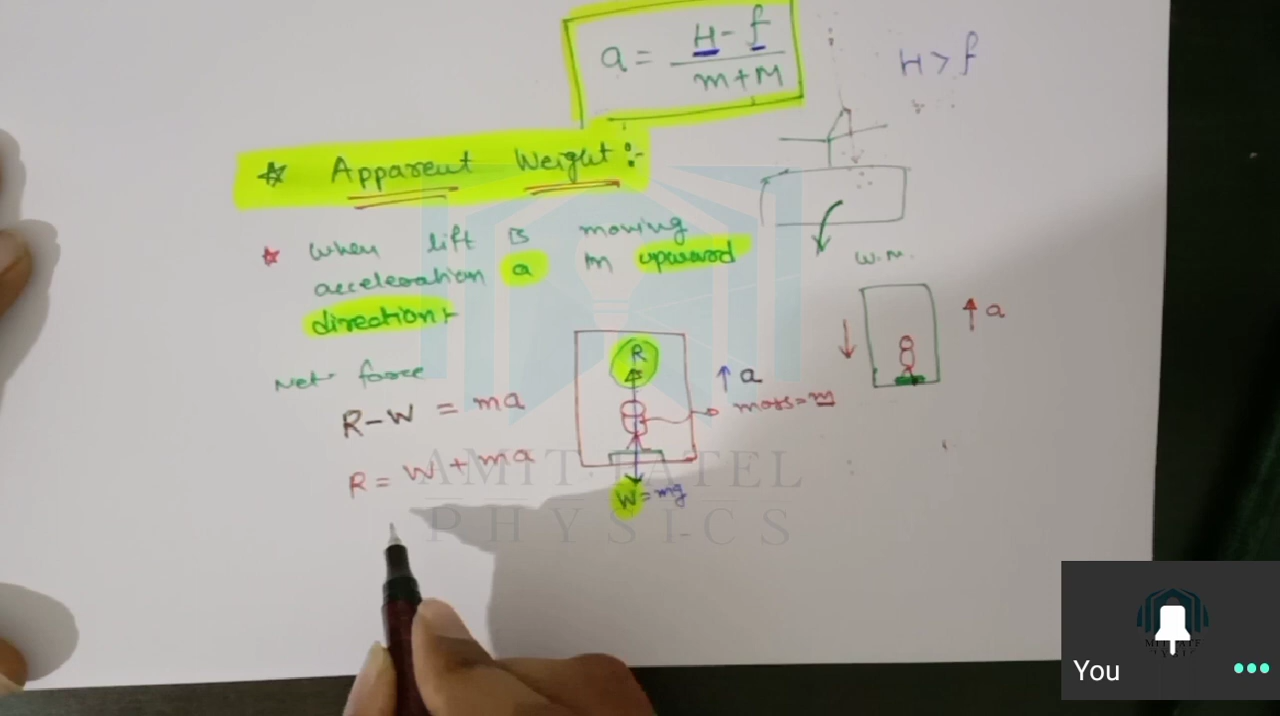 a = H - f
m + M
H > f
☆ Apparent Weight :-
☆ When lift is moving
acceleration a in upward
direction :-
W.M.
R
↑ a
Net force
↑ a
R - W = ma
mass = m
R = W + ma
W = mg
AMIT PATEL
PHYSICS
You